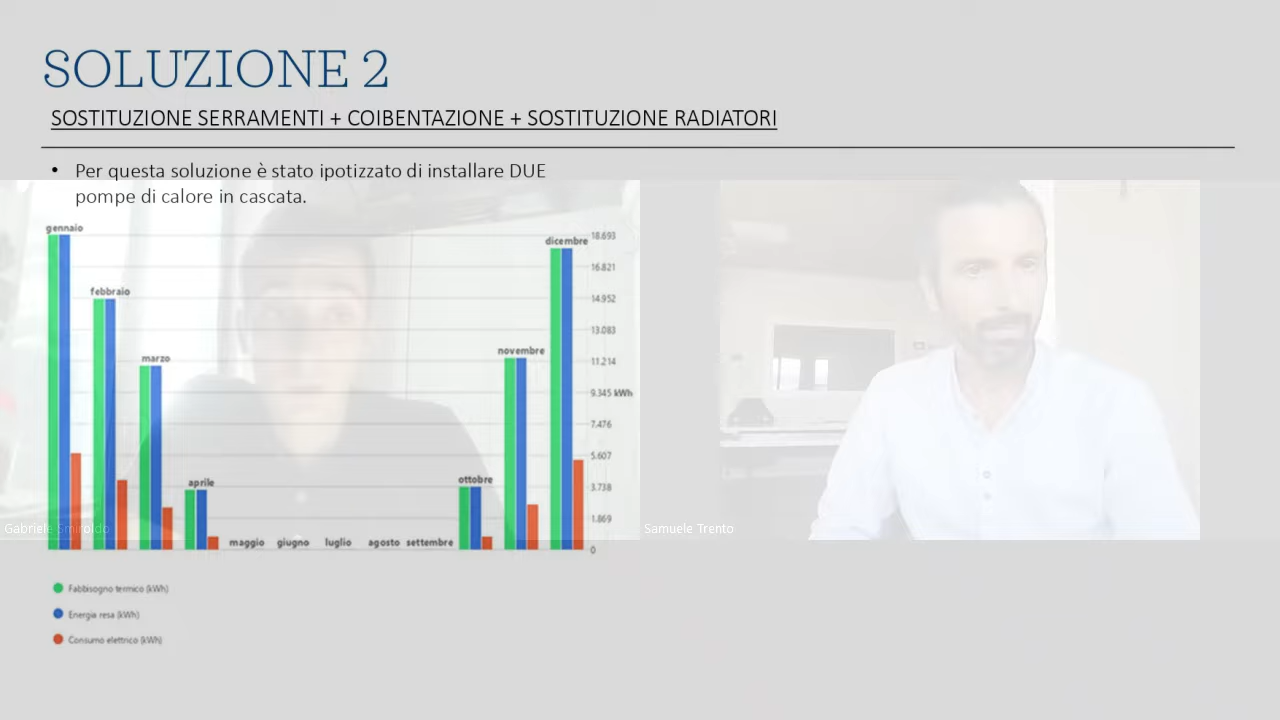 SOLUZIONE 2
SOSTITUZIONE SERRAMENTI + COIBENTAZIONE + SOSTITUZIONE RADIATORI
• Per questa soluzione è stato ipotizzato di installare DUE
pompe di calore in cascata.
gennaio
febbraio
marzo
aprile
maggio giugno luglio agosto settembre
ottobre
novembre
dicembre
18.693
16.821
14.952
13.083
11.214
9.345 kWh
7.476
5.607
3.738
1.869
0
Gabriele Smiroldo
Samuele Trento
Fabbisogno termico (kWh)
Energia resa (kWh)
Consumo elettrico (kWh)